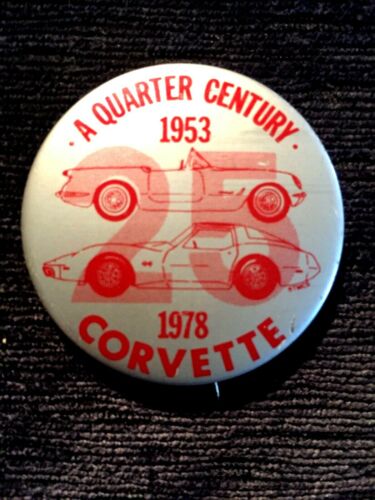 · A QUARTER CENTURY ·
1953
25
1978
CORVETTE